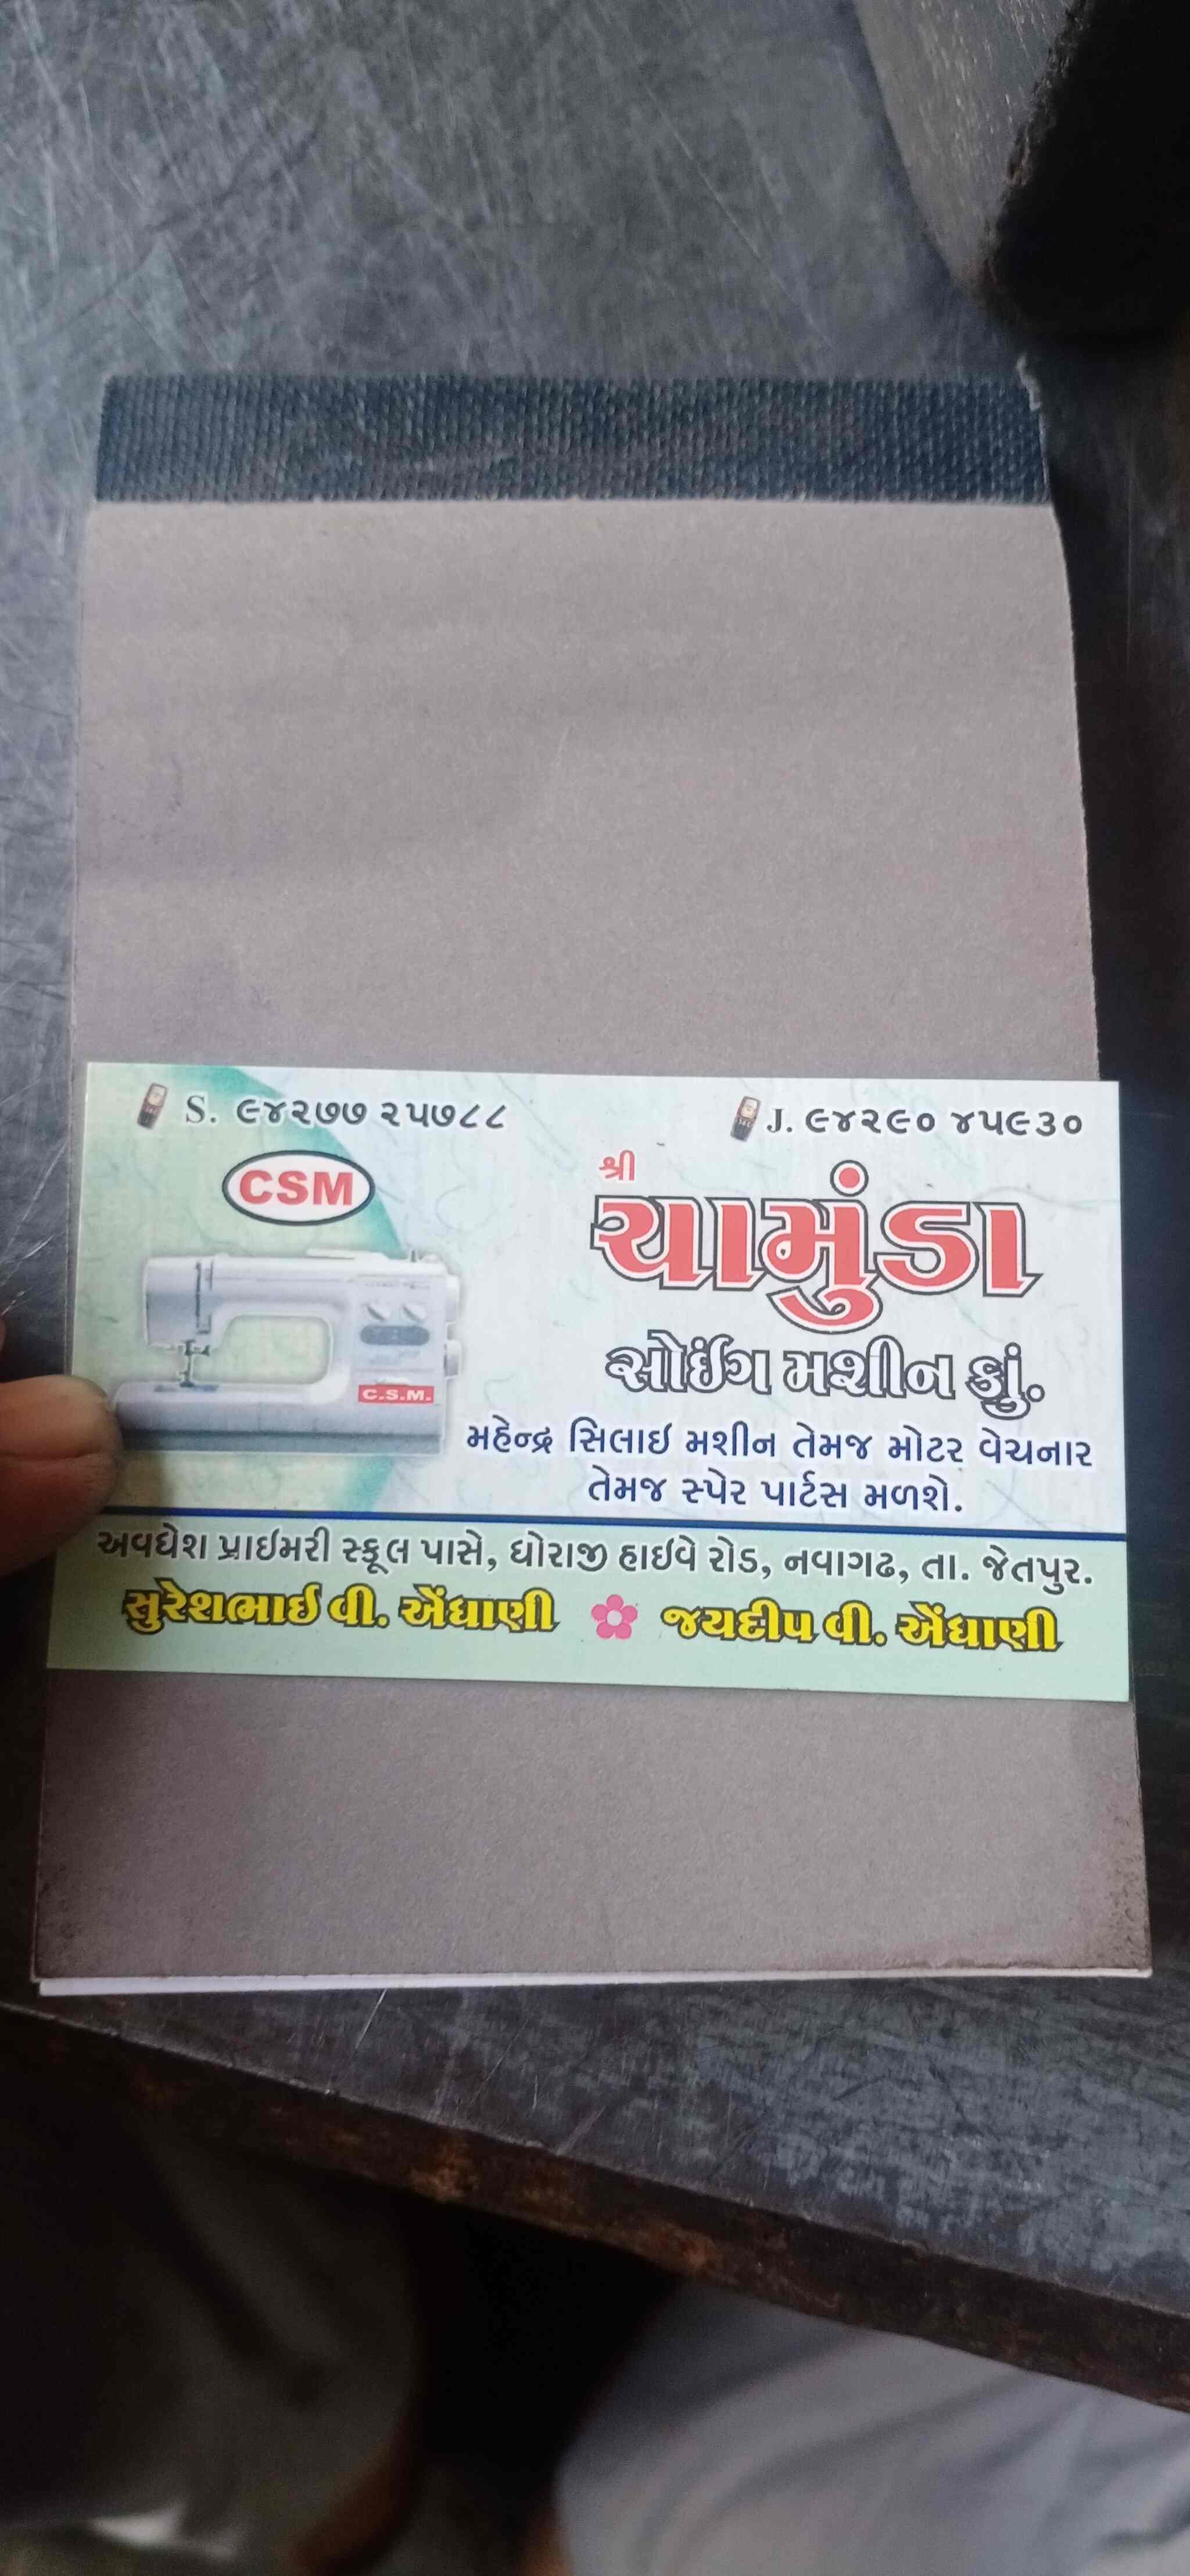 S. ૯૪૨૭૭ ૨૫૭૮૮
J. ૯૪૨૯૦ ૪૫૯૩૦
CSM
શ્રી
ચામુંડા
સોઇંગ મશીન કું.
C.S.M.
મહેન્દ્ર સિલાઇ મશીન તેમજ મોટર વેચનાર
તેમજ સ્પેર પાર્ટસ મળશે.
અવધેશ પ્રાઇમરી સ્કૂલ પાસે, ધોરાજી હાઇવે રોડ, નવાગઢ, તા. જેતપુર.
સુરેશભાઇ વી. એંધાણી
જયદીપ વી. એંધાણી